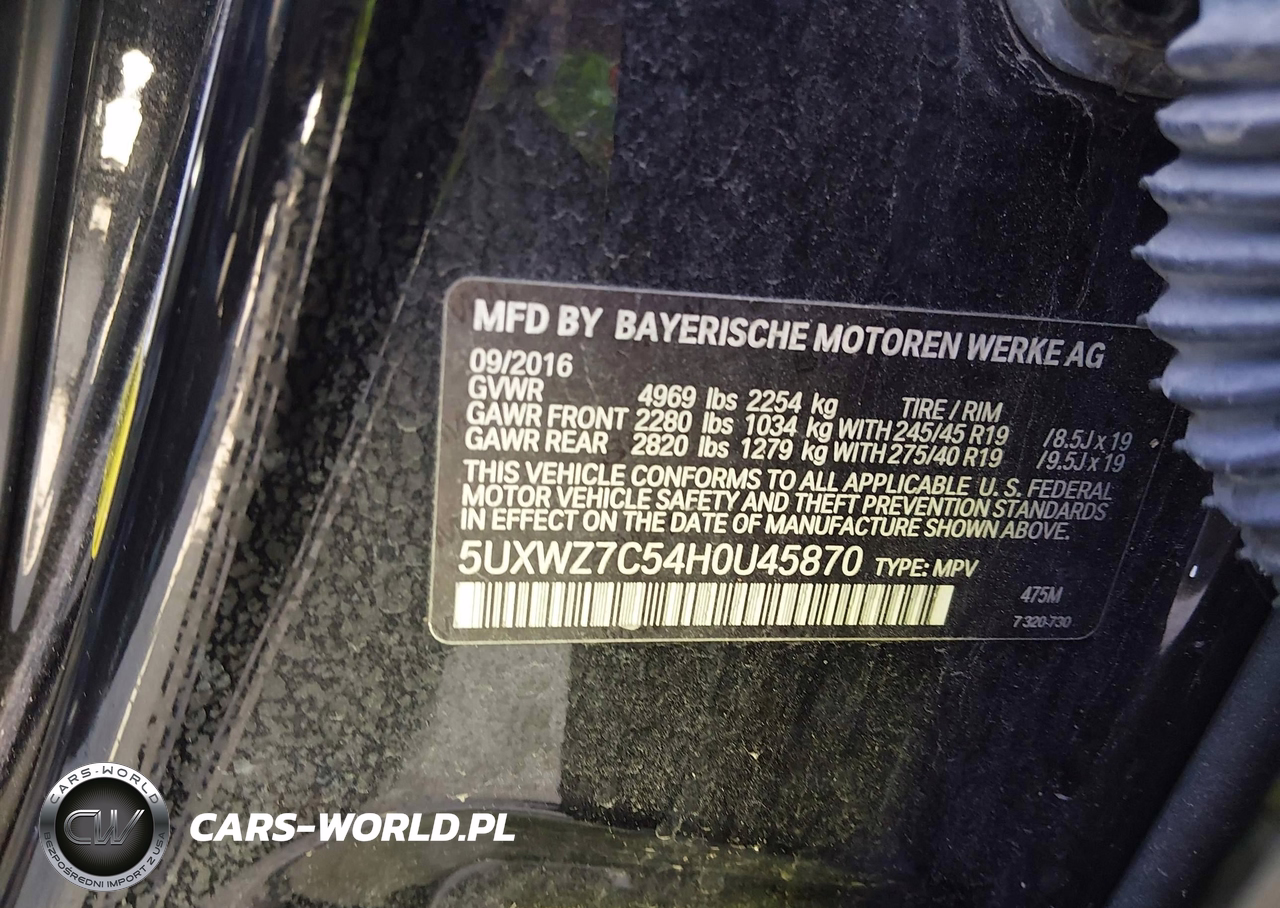 MFD BY BAYERISCHE MOTOREN WERKE AG
09/2016
GVWR 4969 lbs 2254 kg TIRE / RIM
GAWR FRONT 2280 lbs 1034 kg WITH 245/45 R19 /8.5J x 19
GAWR REAR 2820 lbs 1279 kg WITH 275/40 R19 /9.5J x 19
THIS VEHICLE CONFORMS TO ALL APPLICABLE U.S. FEDERAL
MOTOR VEHICLE SAFETY AND THEFT PREVENTION STANDARDS
IN EFFECT ON THE DATE OF MANUFACTURE SHOWN ABOVE.
5UXWZ7C54H0U45870 TYPE: MPV
475M
7 320-730
CARS-WORLD
CW
BEZPOŚREDNI IMPORT Z USA
CARS-WORLD.PL